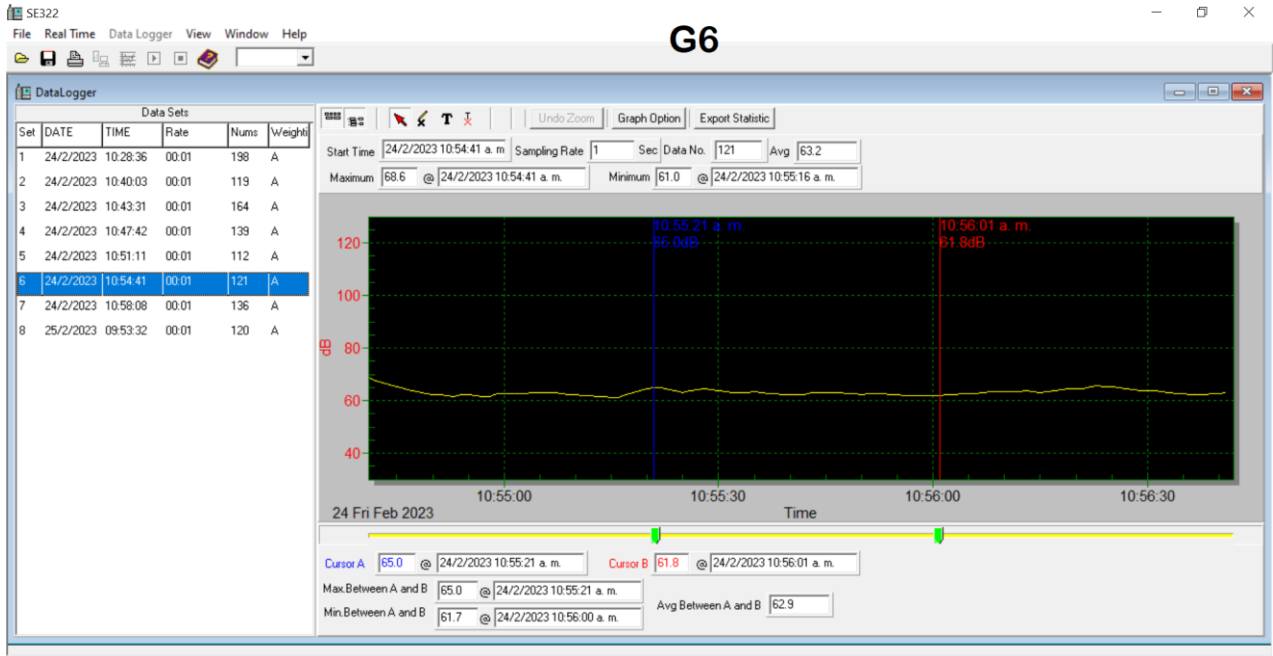 SE322
File Real Time Data Logger View Window Help
G6
DataLogger
Data Sets
Set DATE TIME Rate Nums Weighti
1 24/2/2023 10:28:36 00:01 198 A
2 24/2/2023 10:40:03 00:01 119 A
3 24/2/2023 10:43:31 00:01 164 A
4 24/2/2023 10:47:42 00:01 139 A
5 24/2/2023 10:51:11 00:01 112 A
6 24/2/2023 10:54:41 00:01 121 A
7 24/2/2023 10:58:08 00:01 136 A
8 25/2/2023 09:53:32 00:01 120 A
T Undo Zoom Graph Option Export Statistic
Start Time 24/2/2023 10:54:41 a. m Sampling Rate 1 Sec Data No. 121 Avg 63.2
Maximum 68.6 @ 24/2/2023 10:54:41 a. m. Minimum 61.0 @ 24/2/2023 10:55:16 a. m.
10:55:21 a. m. 10:56:01 a. m.
61.8dB
120
100
dB 80
60
40
10:55:00 10:55:30 10:56:00 10:56:30
24 Fri Feb 2023 Time
Cursor A 65.0 @ 24/2/2023 10:55:21 a. m. Cursor B 61.8 @ 24/2/2023 10:56:01 a. m.
Max.Between A and B 65.0 @ 24/2/2023 10:55:21 a. m.
Min.Between A and B 61.7 @ 24/2/2023 10:56:00 a. m.
Avg Between A and B 62.9